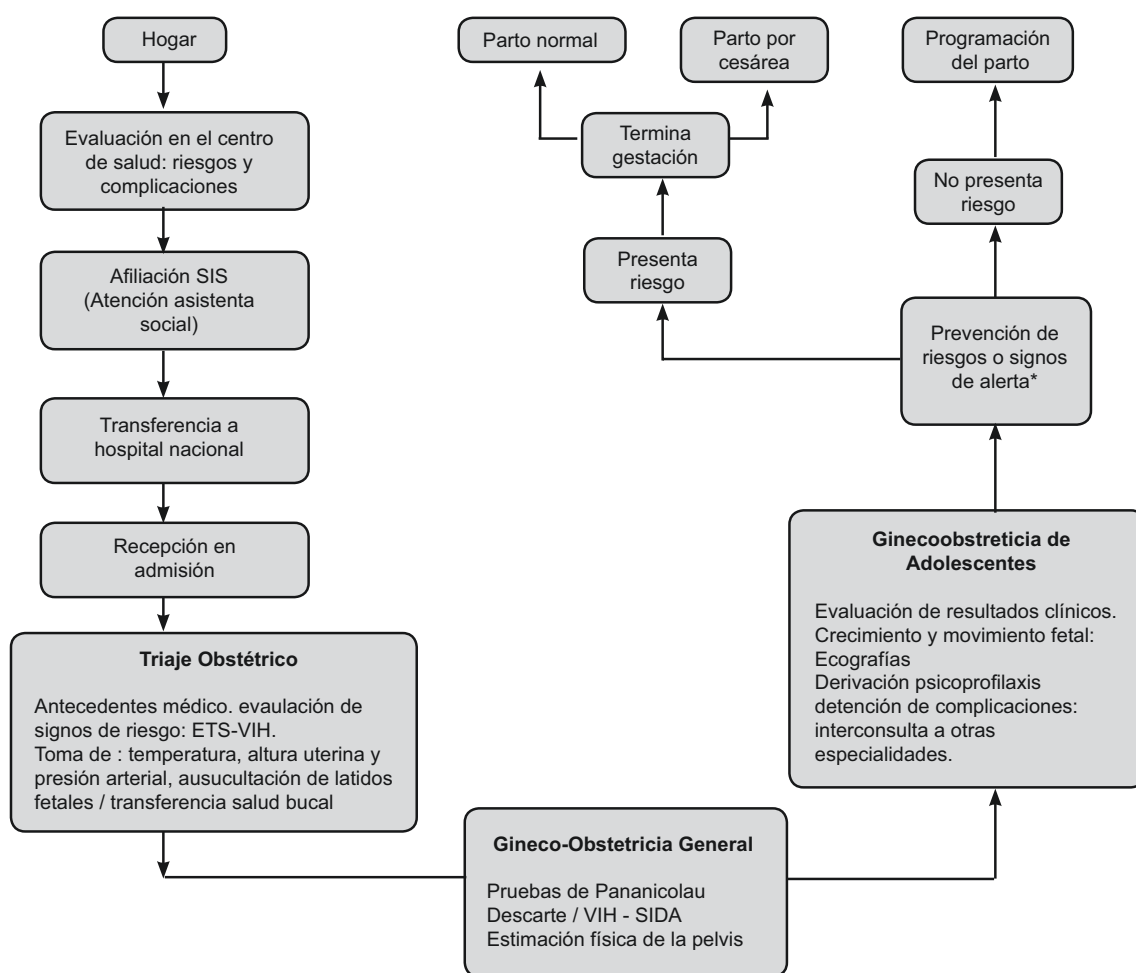 Hogar
Evaluación en el centro
de salud: riesgos y
complicaciones
Afiliación SIS
(Atención asistenta
social)
Transferencia a
hospital nacional
Recepción en
admisión
Triaje Obstétrico
Antecedentes médico. evaulación de
signos de riesgo: ETS-VIH.
Toma de : temperatura, altura uterina y
presión arterial, ausucultación de latidos
fetales / transferencia salud bucal
Gineco-Obstetricia General
Pruebas de Pananicolau
Descarte / VIH - SIDA
Estimación física de la pelvis
Ginecoobstreticia de
Adolescentes
Evaluación de resultados clínicos.
Crecimiento y movimiento fetal:
Ecografías
Derivación psicoprofilaxis
detención de complicaciones:
interconsulta a otras
especialidades.
Prevención de
riesgos o signos
de alerta*
Presenta
riesgo
Termina
gestación
Parto normal
Parto por
cesárea
No presenta
riesgo
Programación
del parto